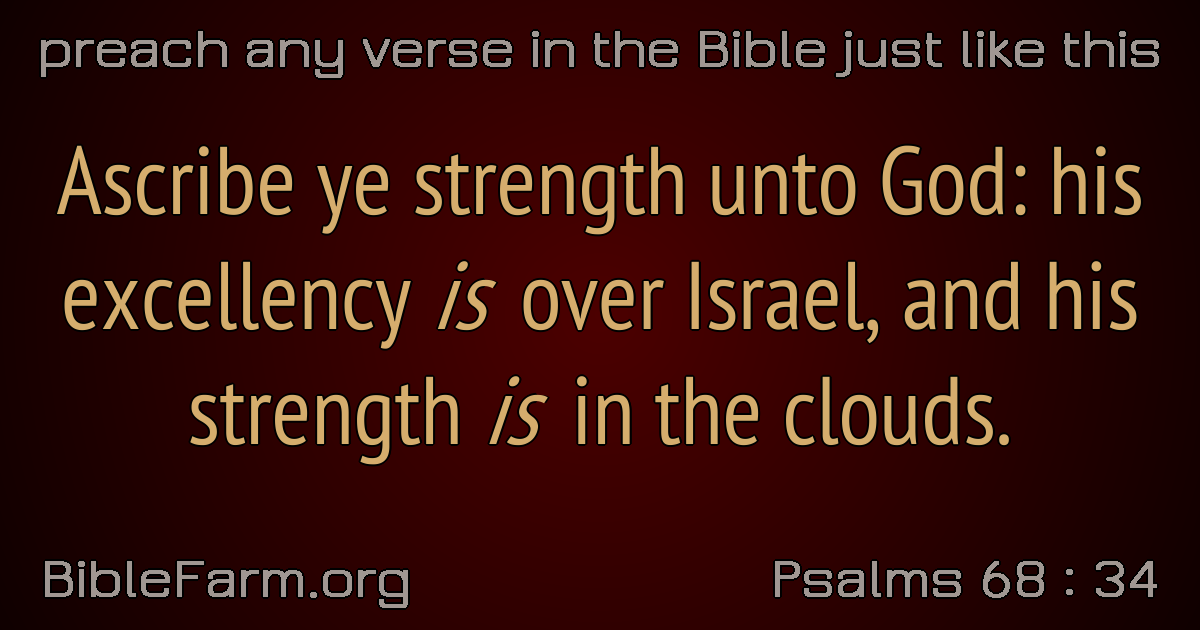 preach any verse in the Bible just like this
Ascribe ye strength unto God: his
excellency is over Israel, and his
strength is in the clouds.
BibleFarm.org
Psalms 68 : 34